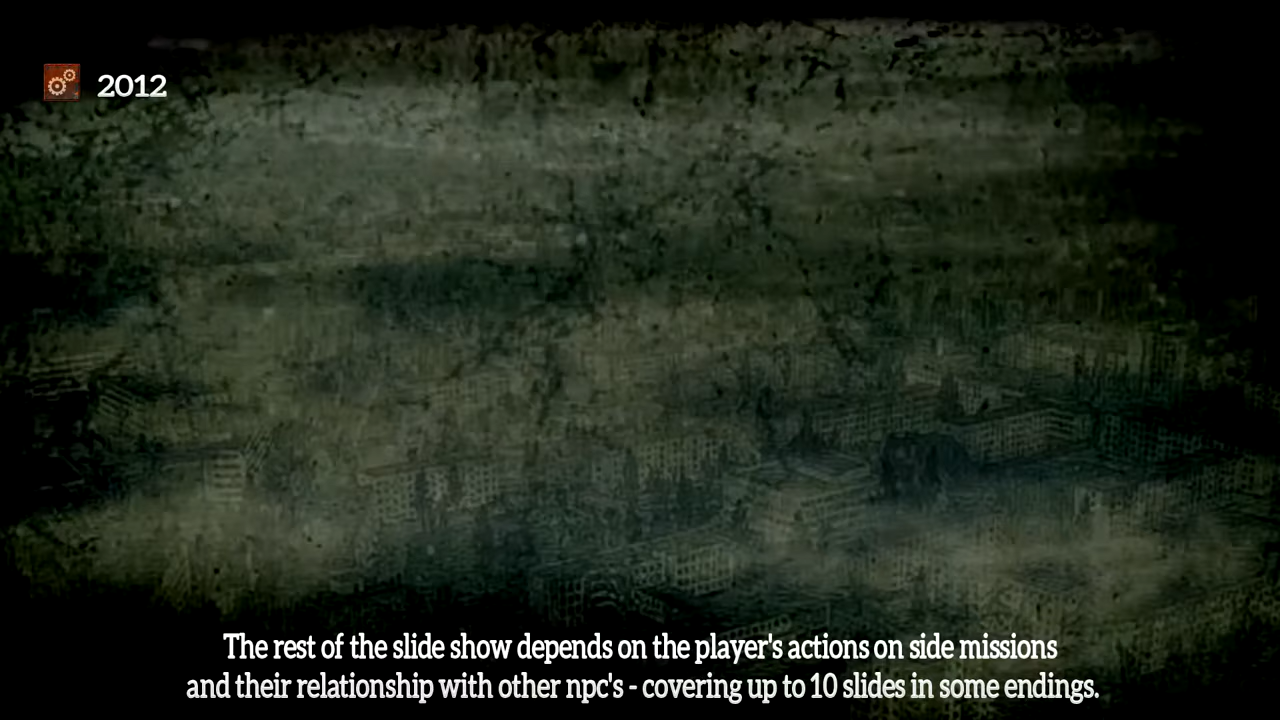 2012
The rest of the slide show depends on the player's actions on side missions
and their relationship with other npc's - covering up to 10 slides in some endings.